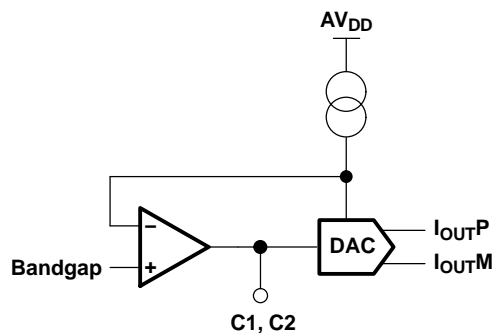 AVDD
−
DAC
IOUTP
Bandgap
+
IOUTM
C1, C2